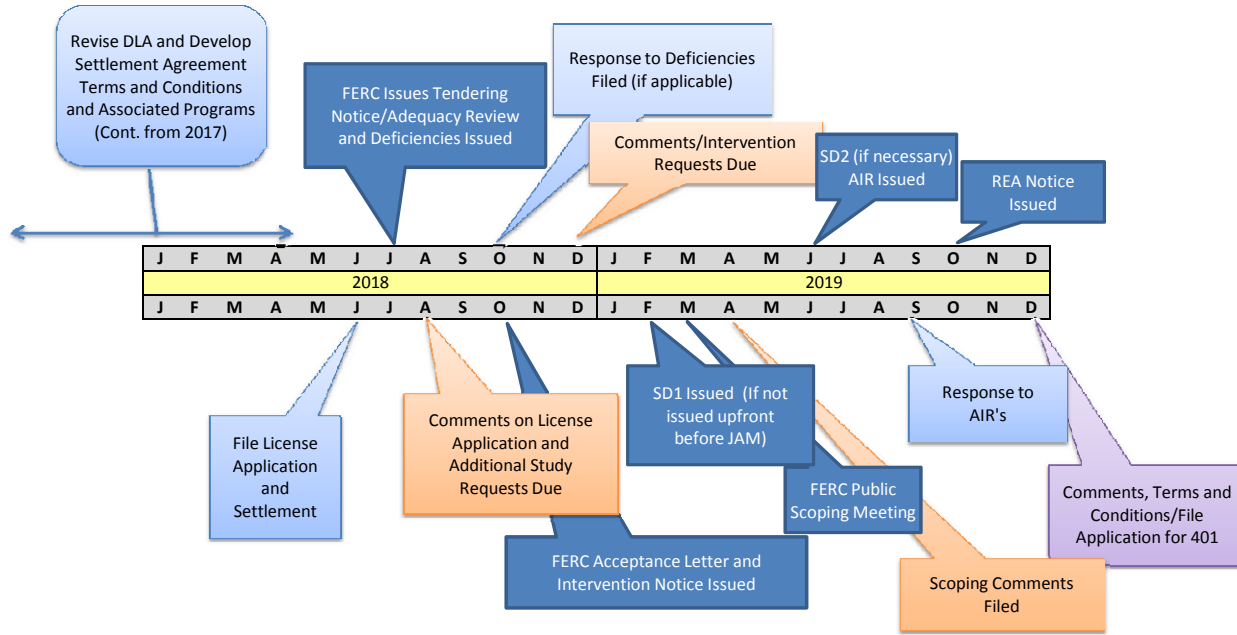 Revise DLA and Develop
Settlement Agreement
Terms and Conditions
and Associated Programs
(Cont. from 2017)
FERC Issues Tendering
Notice/Adequacy Review
and Deficiencies Issued
Response to Deficiencies
Filed (if applicable)
Comments/Intervention
Requests Due
SD2 (if necessary)
AIR Issued
REA Notice
Issued
J F M A M J J A S O N D J F M A M J J A S O N D
2018 2019
J F M A M J J A S O N D J F M A M J J A S O N D
File License
Application
and
Settlement
Comments on License
Application and
Additional Study
Requests Due
FERC Acceptance Letter and
Intervention Notice Issued
SD1 Issued (If not
issued upfront
before JAM)
FERC Public
Scoping Meeting
Scoping Comments
Filed
Response to
AIR's
Comments, Terms and
Conditions/File
Application for 401